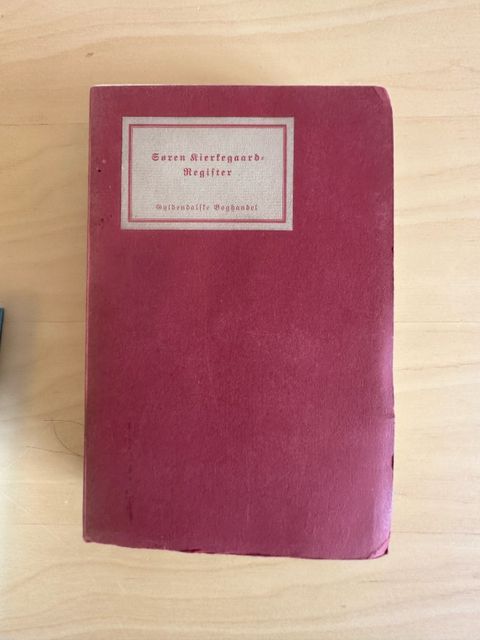 Søren Kierkegaard-
Register
Gyldendalske Boghandel